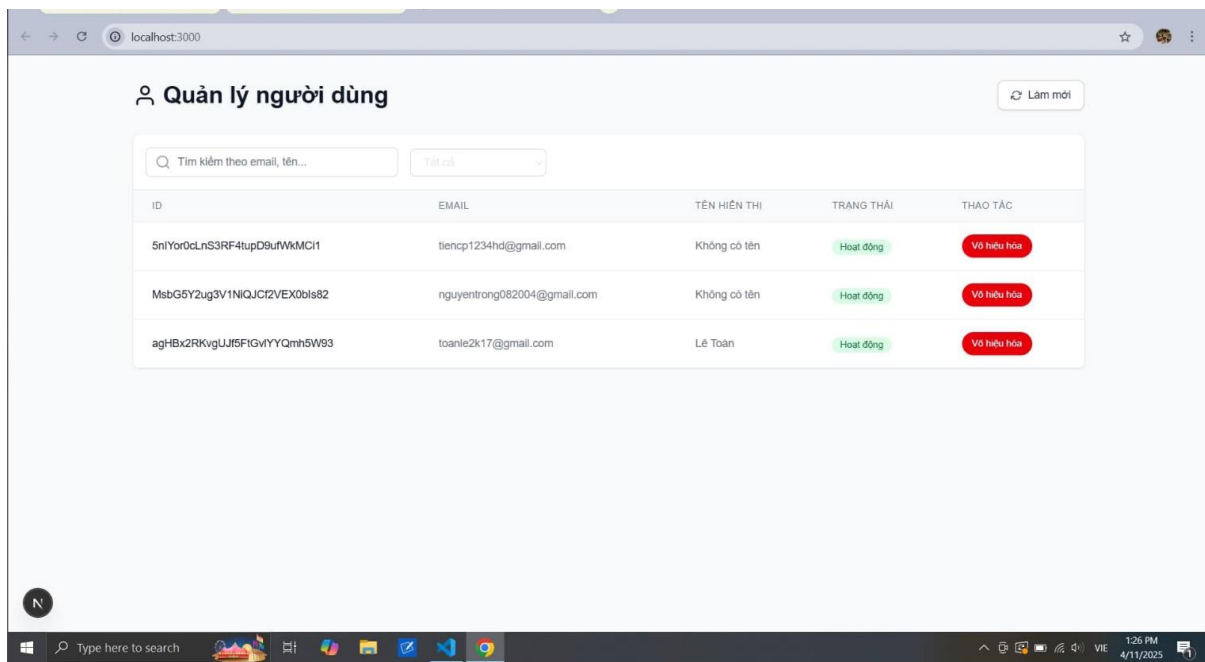 localhost:3000
Quản lý người dùng
Làm mới
Tìm kiếm theo email, tên...
Tất cả
ID EMAIL TÊN HIỂN THỊ TRẠNG THÁI THAO TÁC
5nIYor0cLnS3RF4tupD9ufWkMCi1 tiencp1234hd@gmail.com Không có tên Hoạt động Vô hiệu hóa
MsbG5Y2ug3V1NiQJCf2VEX0bIs82 nguyentrong082004@gmail.com Không có tên Hoạt động Vô hiệu hóa
agHBx2RKvgUJf5FtGvlYYQmh5W93 toanle2k17@gmail.com Lê Toàn Hoạt động Vô hiệu hóa
N
Type here to search
VIE
1:26 PM
4/11/2025
1